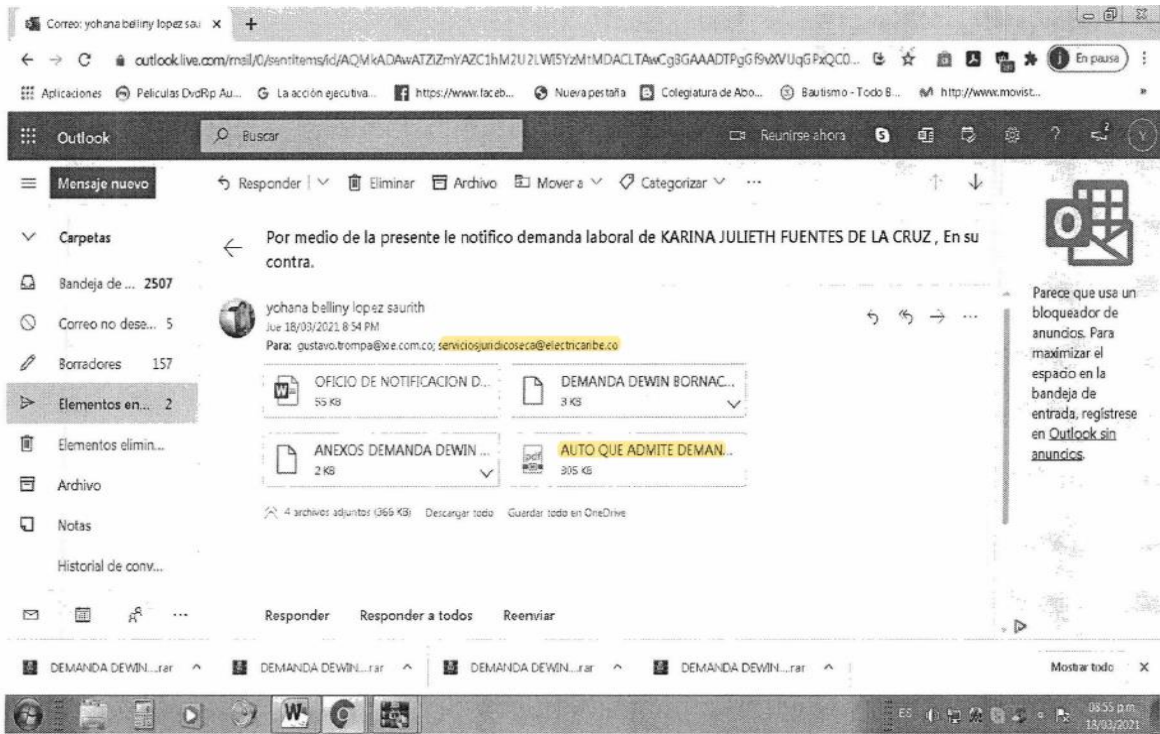 Correo: yohana belliny lopez sau × +
outlook.live.com/mail/0/sentitems/id/ En pausa
Aplicaciones Peliculas DvdRip Au... La acción ejecutiva... https://www.faceb... Nueva pestaña Colegiatura de Abo... Bautismo - Todo B... http://www.movist... »
Outlook Buscar Reunirse ahora
Mensaje nuevo Responder Eliminar Archivo Mover a Categorizar ...
Carpetas
Bandeja de ... 2507
Correo no dese... 5
Borradores 157
Elementos en... 2
Elementos elimin...
Archivo
Notas
Historial de conv...
Por medio de la presente le notifico demanda laboral de KARINA JULIETH FUENTES DE LA CRUZ , En su
contra.
yohana belliny lopez saurith
Jue 18/03/2021 8:54 PM
Para: gustavo.trompa@xie.com.co; serviciosjuridicoseca@electricaribe.co
OFICIO DE NOTIFICACION D...
55 KB
DEMANDA DEWIN BORNAC...
3 KB
ANEXOS DEMANDA DEWIN ...
2 KB
AUTO QUE ADMITE DEMAN...
305 KB
4 archivos adjuntos (366 KB) Descargar todo Guardar todo en OneDrive
Responder Responder a todos Reenviar
Parece que usa un
bloqueador de
anuncios. Para
maximizar el
espacio en la
bandeja de
entrada, regístrese
en Outlook sin
anuncios.
DEMANDA DEWIN....rar DEMANDA DEWIN....rar DEMANDA DEWIN....rar DEMANDA DEWIN....rar Mostrar todo ×
ES 08:55 p.m.
18/03/2021